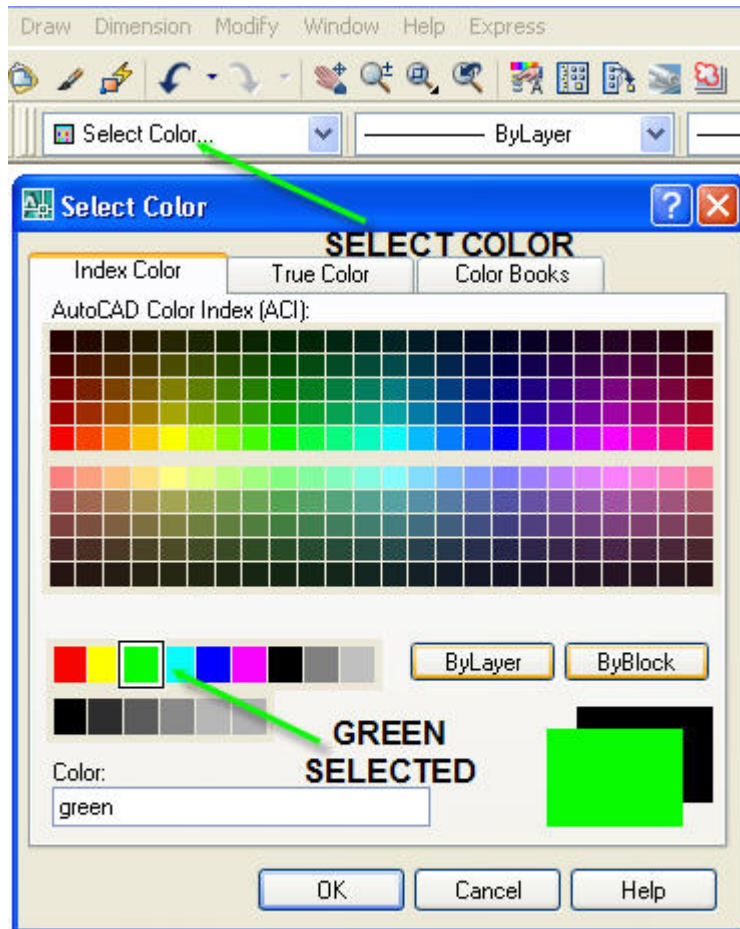 Draw Dimension Modify Window Help Express
Select Color... ByLayer
Select Color
SELECT COLOR
Index Color True Color Color Books
AutoCAD Color Index (ACI):
ByLayer ByBlock
GREEN
SELECTED
Color:
green
OK Cancel Help